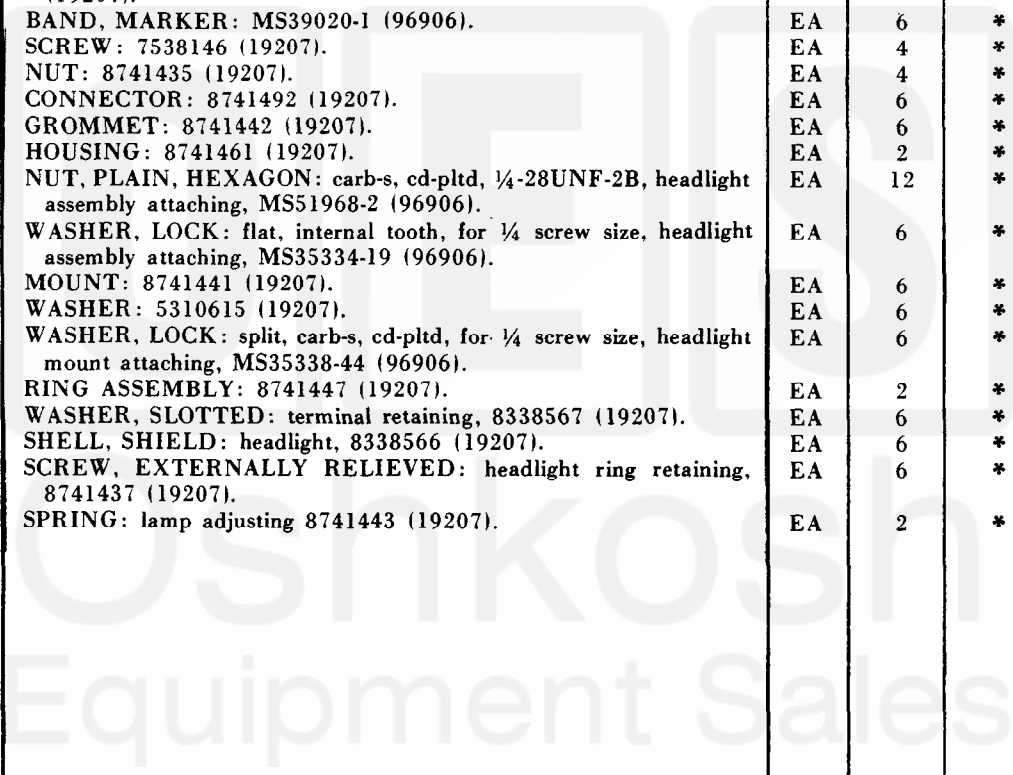 (19207).
BAND, MARKER: MS39020-1 (96906). EA 6 *
SCREW: 7538146 (19207). EA 4 *
NUT: 8741435 (19207). EA 4 *
CONNECTOR: 8741492 (19207). EA 6 *
GROMMET: 8741442 (19207). EA 6 *
HOUSING: 8741461 (19207). EA 2 *
NUT, PLAIN, HEXAGON: carb-s, cd-pltd, ¼-28UNF-2B, headlight EA 12 *
assembly attaching, MS51968-2 (96906).
WASHER, LOCK: flat, internal tooth, for ¼ screw size, headlight EA 6 *
assembly attaching, MS35334-19 (96906).
MOUNT: 8741441 (19207). EA 6 *
WASHER: 5310615 (19207). EA 6 *
WASHER, LOCK: split, carb-s, cd-pltd, for ¼ screw size, headlight EA 6 *
mount attaching, MS35338-44 (96906).
RING ASSEMBLY: 8741447 (19207). EA 2 *
WASHER, SLOTTED: terminal retaining, 8338567 (19207). EA 6 *
SHELL, SHIELD: headlight, 8338566 (19207). EA 6 *
SCREW, EXTERNALLY RELIEVED: headlight ring retaining, EA 6 *
8741437 (19207).
SPRING: lamp adjusting 8741443 (19207). EA 2 *
OES
Oshkosh
Equipment Sales